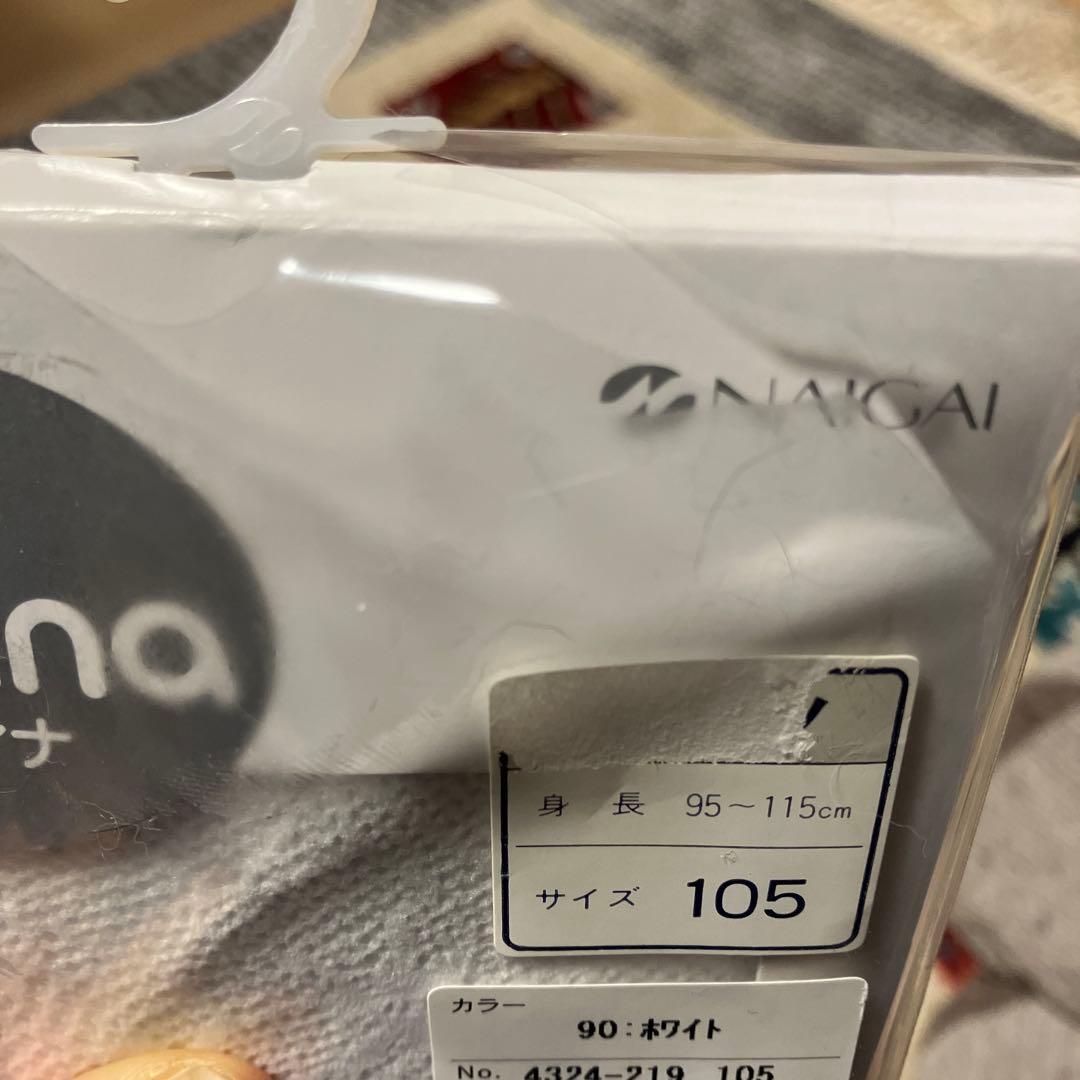 NAIGAI
na
ナ
身長 95～115cm
サイズ 105
カラー
90:ホワイト
No. 4324-219 105